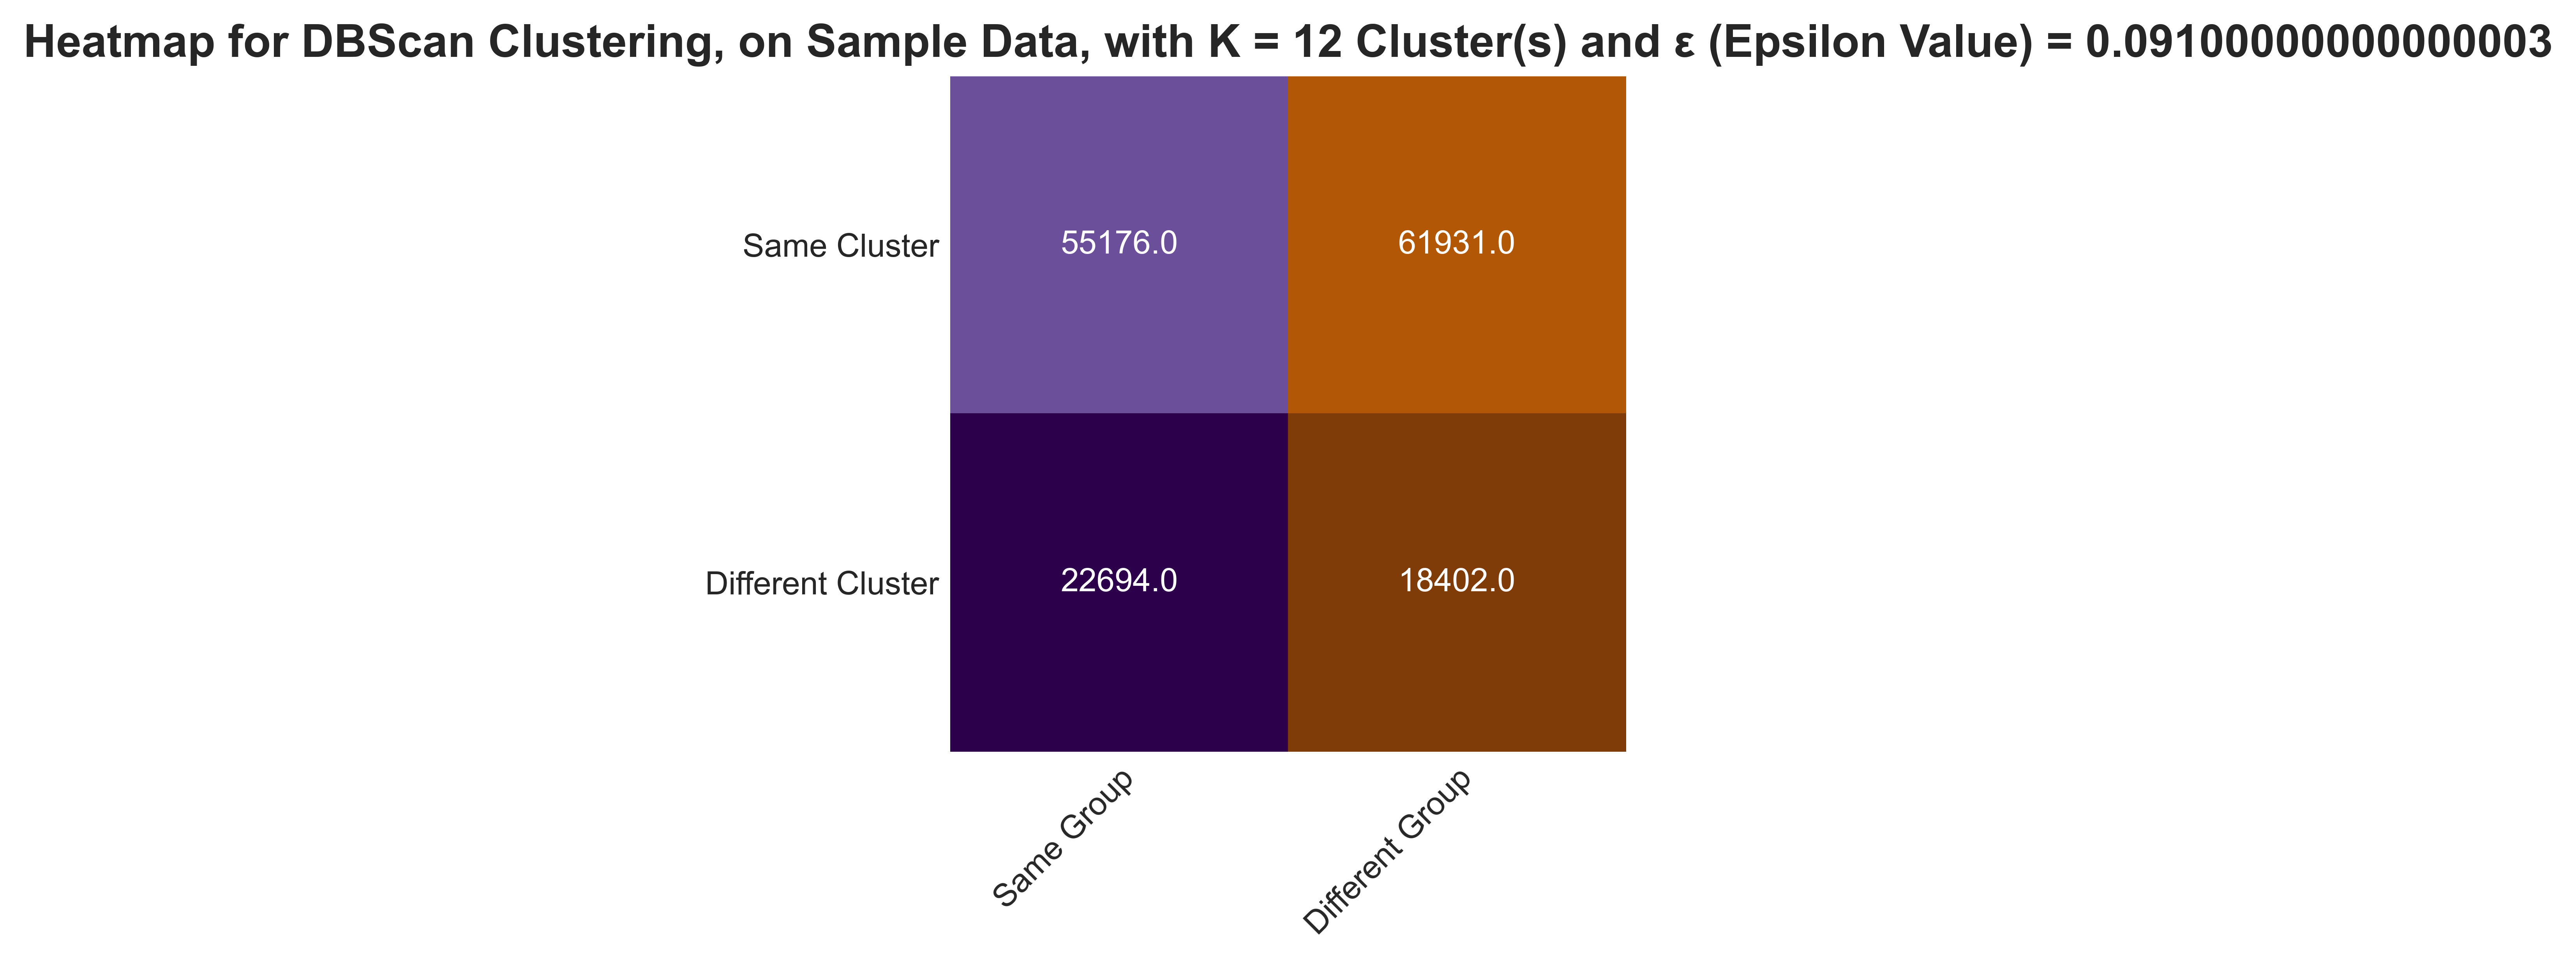 Heatmap for DBScan Clustering, on Sample Data, with K = 12 Cluster(s) and ε (Epsilon Value) = 0.09100000000000003
Same Cluster
55176.0
61931.0
Different Cluster
22694.0
18402.0
Same Group
Different Group